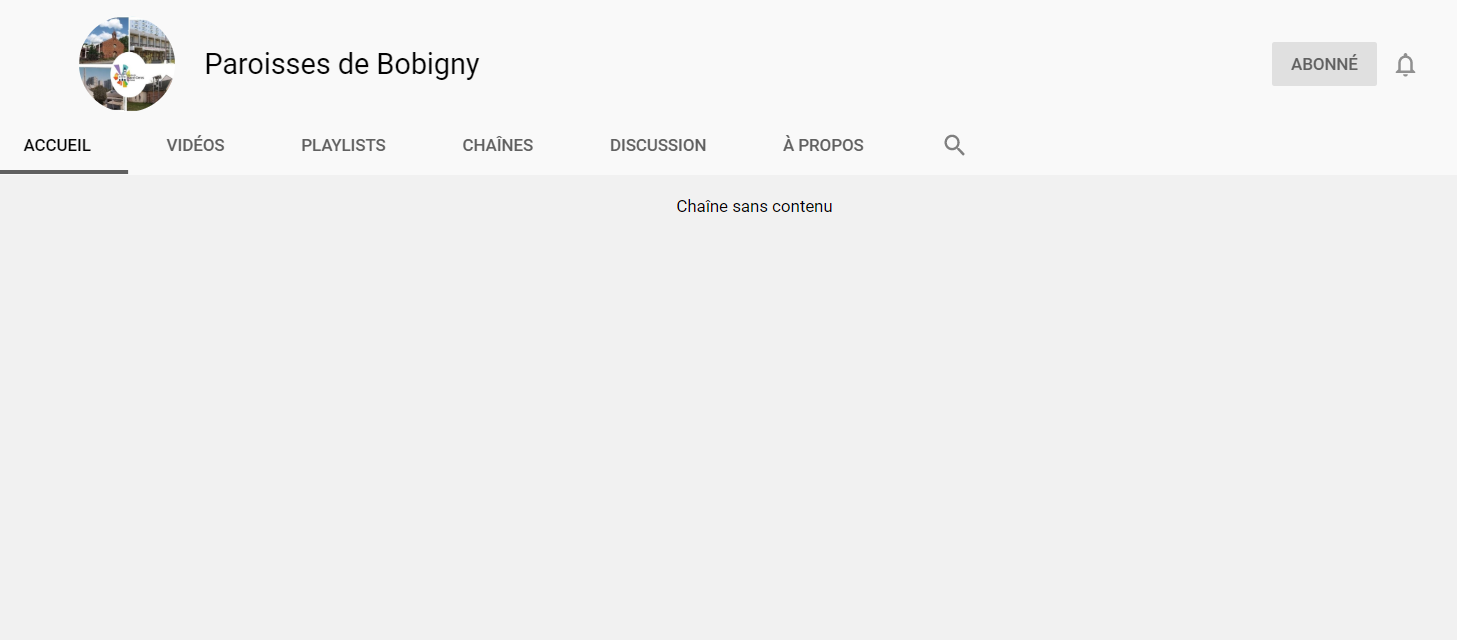 Paroisses de Bobigny
ABONNÉ
ACCUEIL VIDÉOS PLAYLISTS CHAÎNES DISCUSSION À PROPOS
Chaîne sans contenu